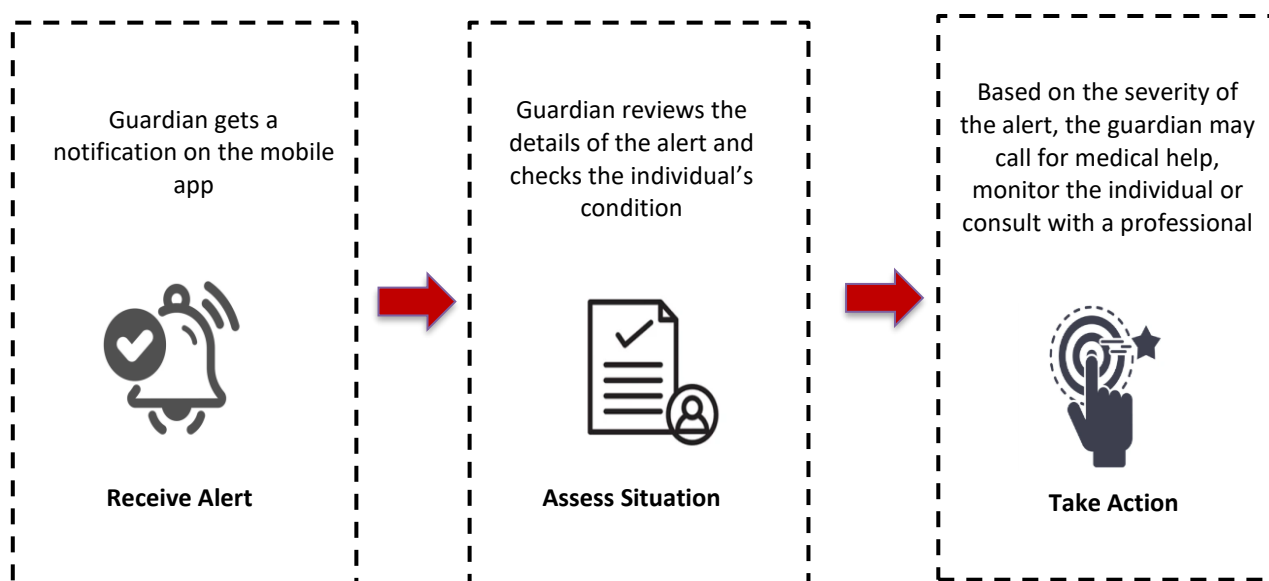 Guardian gets a
notification on the mobile
app
Receive Alert
Guardian reviews the
details of the alert and
checks the individual’s
condition
Assess Situation
Based on the severity of
the alert, the guardian may
call for medical help,
monitor the individual or
consult with a professional
Take Action